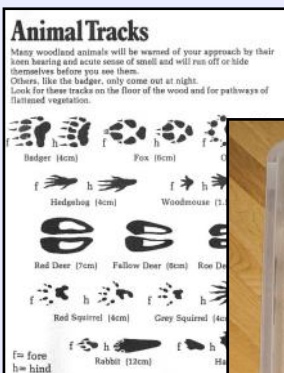 Animal Tracks
Many woodland animals will be warned of your approach by their
keen hearing and acute sense of smell and will run off or hide
themselves before you see them.
Others, like the badger, only come out at night.
Look for these tracks on the floor of the wood and for pathways of
flattened vegetation.
f h
Badger (4cm) Fox (6cm)
f h f h
Hedgehog (4cm) Woodmouse
Red Deer (7cm) Fallow Deer (6cm) Roe
f h f h
Red Squirrel (4cm) Grey Squirrel
f h f
Rabbit (12cm)
f= fore
h= hind